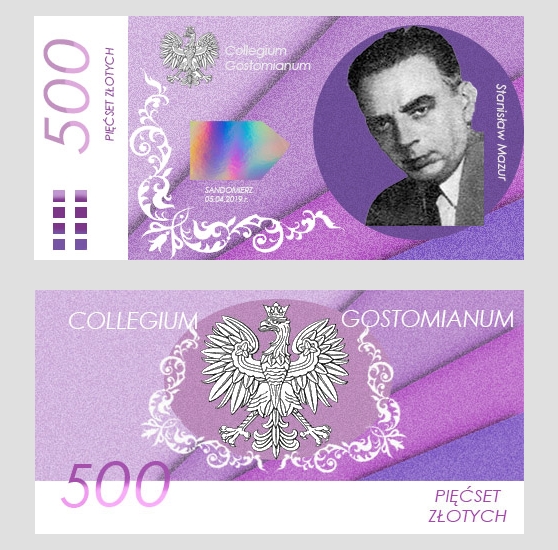 500
PIĘĆSET ZŁOTYCH
Collegium
Gostomianum
SANDOMIERZ
05.04.2019 r.
Stanisław Mazur
COLLEGIUM GOSTOMIANUM
500
PIĘĆSET
ZŁOTYCH